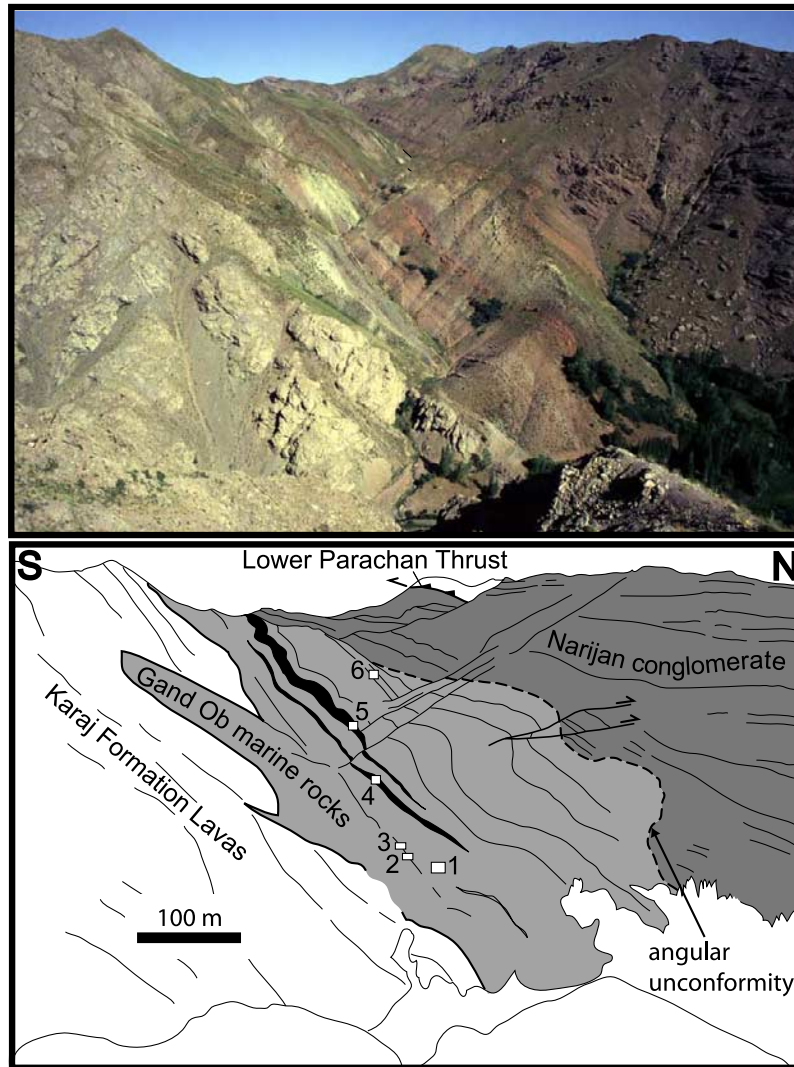 S
Lower Parachan Thrust
N
Narijan conglomerate
6
Gand Ob marine rocks
5
Karaj Formation Lavas
4
3
2
1
100 m
angular
unconformity